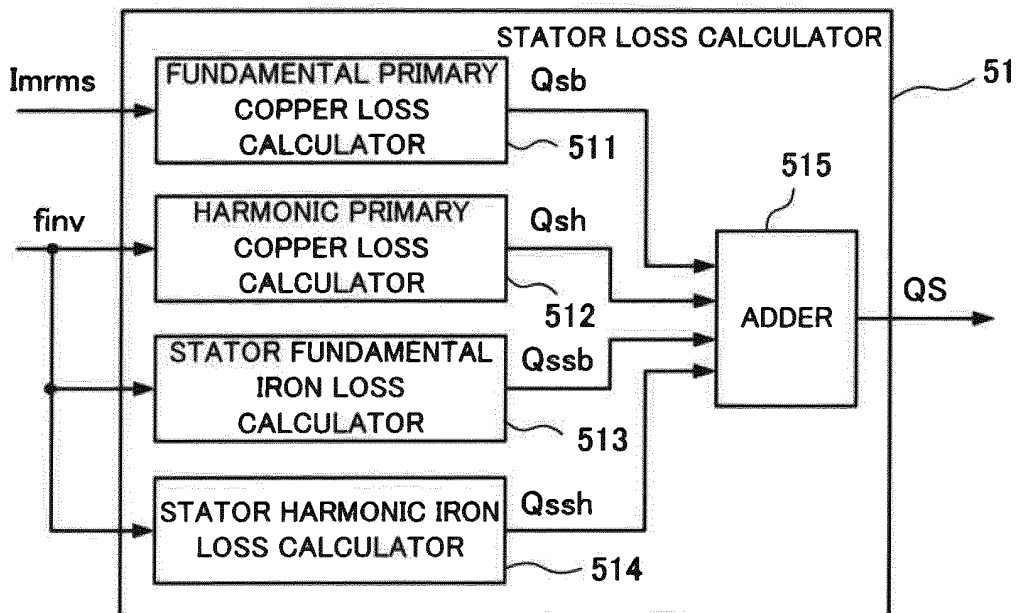 STATOR LOSS CALCULATOR
51
Imrms
FUNDAMENTAL PRIMARY
COPPER LOSS
CALCULATOR
Qsb
511
finv
HARMONIC PRIMARY
COPPER LOSS
CALCULATOR
Qsh
512
STATOR FUNDAMENTAL
IRON LOSS
CALCULATOR
Qssb
513
STATOR HARMONIC IRON
LOSS CALCULATOR
Qssh
514
515
ADDER
QS